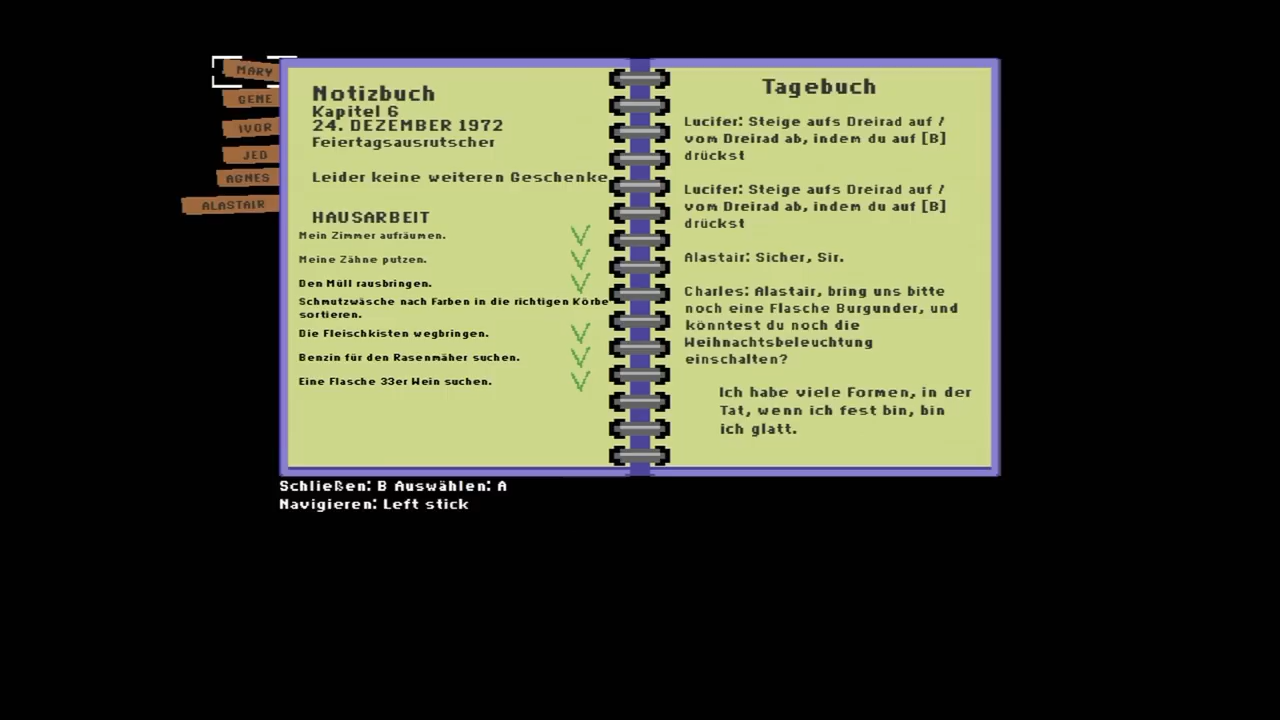 MARY
GENE
IVOR
JED
AGNES
ALASTAIR
Notizbuch
Kapitel 6
24. DEZEMBER 1972
Feiertagsausrutscher
Leider keine weiteren Geschenke
HAUSARBEIT
Mein Zimmer aufräumen.
Meine Zähne putzen.
Den Müll rausbringen.
Schmutzwäsche nach Farben in die richtigen Körbe
sortieren.
Die Fleischkisten wegbringen.
Benzin für den Rasenmäher suchen.
Eine Flasche 33er Wein suchen.
Tagebuch
Lucifer: Steige aufs Dreirad auf /
vom Dreirad ab, indem du auf [B]
drückst
Lucifer: Steige aufs Dreirad auf /
vom Dreirad ab, indem du auf [B]
drückst
Alastair: Sicher, Sir.
Charles: Alastair, bring uns bitte
noch eine Flasche Burgunder, und
könntest du noch die
Weihnachtsbeleuchtung
einschalten?
Ich habe viele Formen, in der
Tat, wenn ich fest bin, bin
ich glatt.
Schließen: B Auswählen: A
Navigieren: Left stick